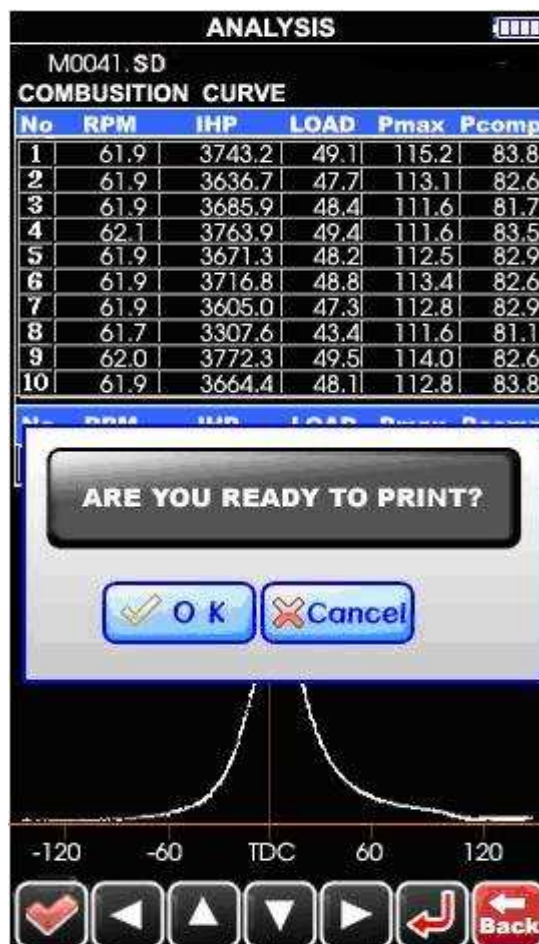 ANALYSIS
M0041.SD
COMBUSITION CURVE
No RPM IHP LOAD Pmax Pcomp
1 61.9 3743.2 49.1 115.2 83.8
2 61.9 3636.7 47.7 113.1 82.6
3 61.9 3685.9 48.4 111.6 81.7
4 62.1 3763.9 49.4 111.6 83.5
5 61.9 3671.3 48.2 112.5 82.9
6 61.9 3716.8 48.8 113.4 82.6
7 61.9 3605.0 47.3 112.8 82.9
8 61.7 3307.6 43.4 111.6 81.1
9 62.0 3772.3 49.5 114.0 82.6
10 61.9 3664.4 48.1 112.8 83.8
No RPM IHP LOAD Pmax Pcomp
ARE YOU READY TO PRINT?
OK Cancel
-120 -60 TDC 60 120
Back